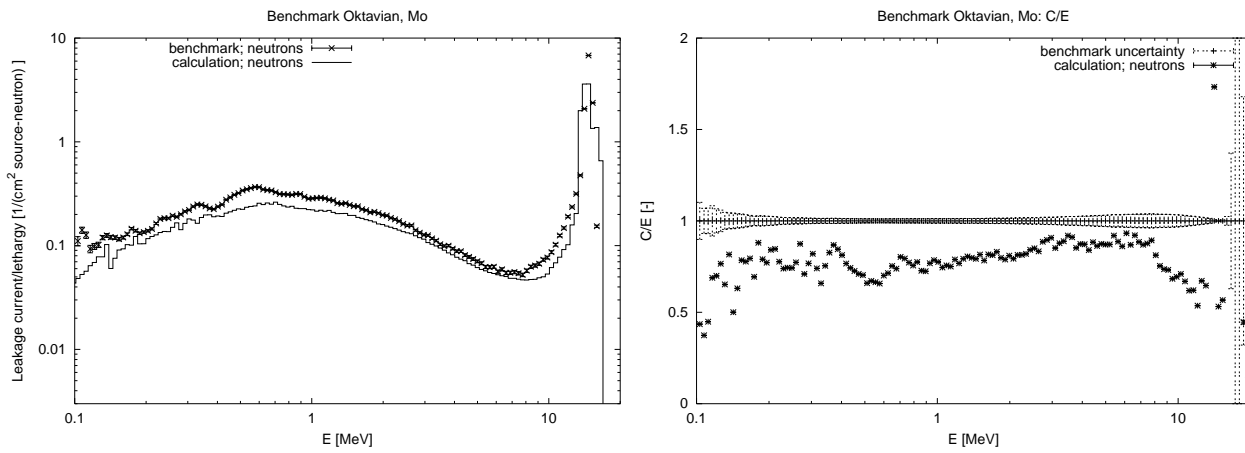 Benchmark Oktavian, Mo
benchmark; neutrons
calculation; neutrons
Leakage current/lethargy [1/(cm² source-neutron) ]
10
1
0.1
0.01
0.1
1
10
E [MeV]
Benchmark Oktavian, Mo: C/E
benchmark uncertainty
calculation; neutrons
C/E [-]
2
1.5
1
0.5
0
0.1
1
10
E [MeV]